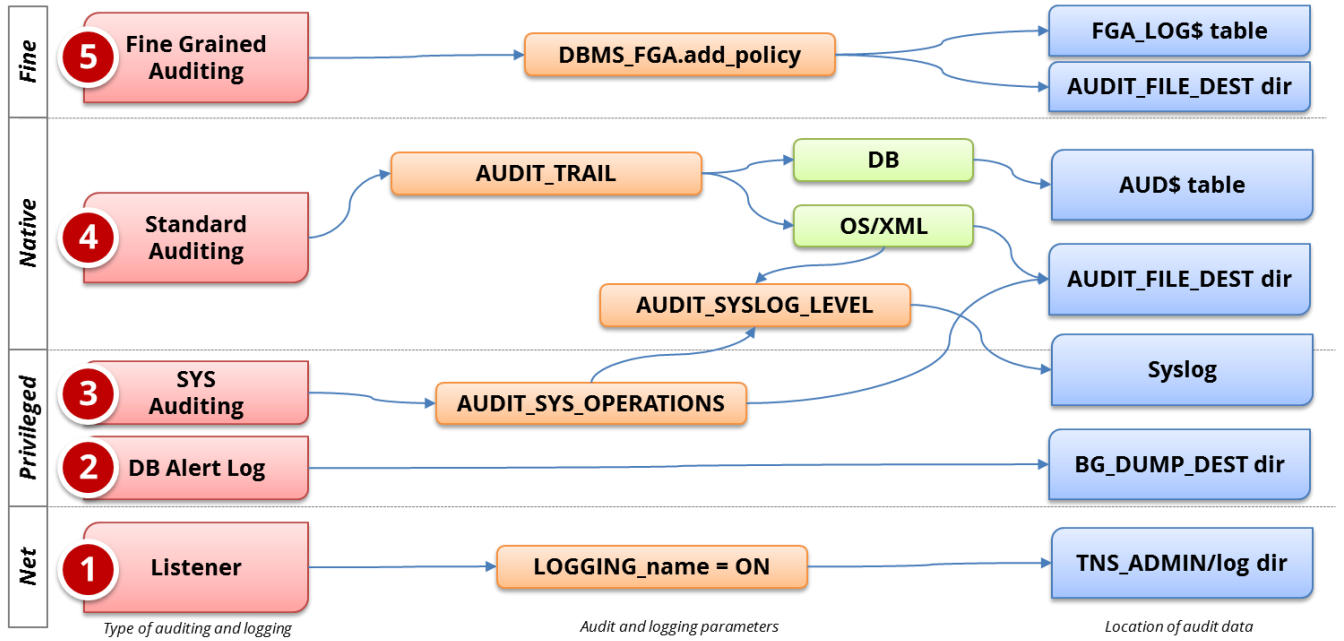 Fine
5
Fine Grained
Auditing
DBMS_FGA.add_policy
FGA_LOG$ table
AUDIT_FILE_DEST dir
Native
4
Standard
Auditing
AUDIT_TRAIL
DB
OS/XML
AUDIT_SYSLOG_LEVEL
AUD$ table
AUDIT_FILE_DEST dir
Syslog
Privileged
3
SYS
Auditing
AUDIT_SYS_OPERATIONS
2
DB Alert Log
BG_DUMP_DEST dir
Net
1
Listener
LOGGING_name = ON
TNS_ADMIN/log dir
Type of auditing and logging
Audit and logging parameters
Location of audit data